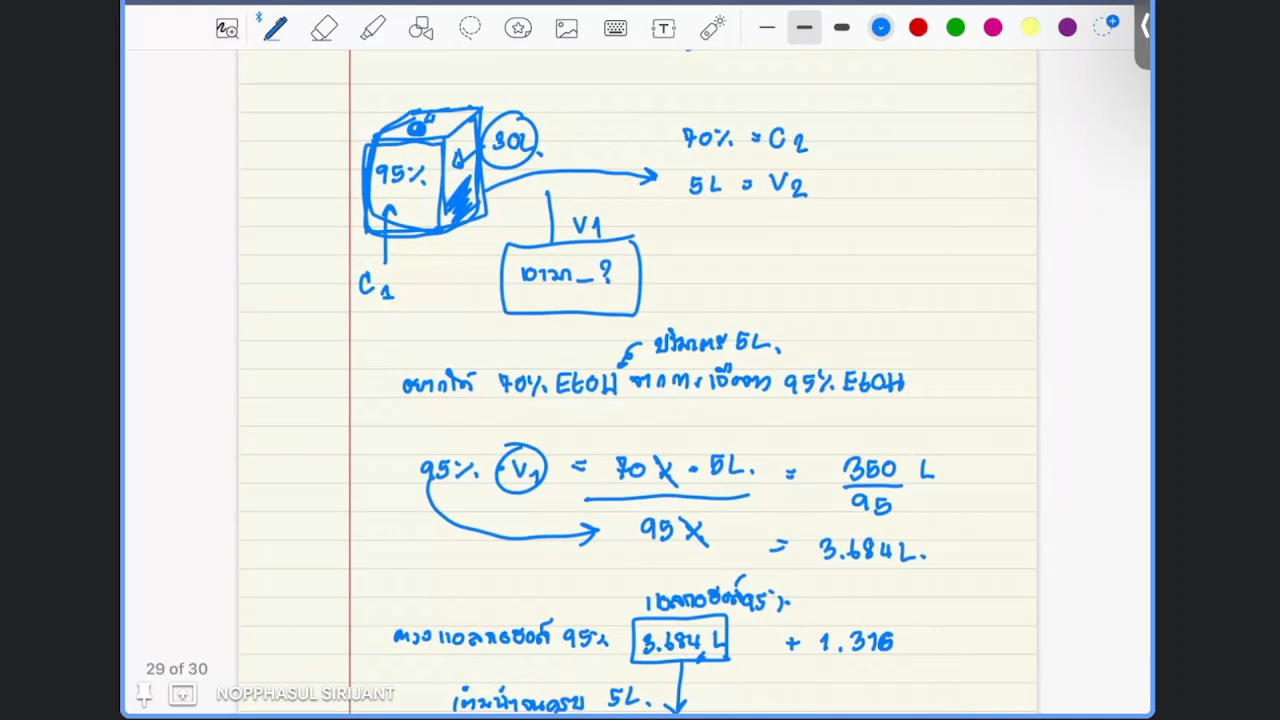 95%
30L
70% = C2
5L = V2
V1
เอามา_?
C1
ปริมาตร 5L.
อยากได้ 70% EtOH จากการเจือจาง 95% EtOH
95% V1 = 70% . 5L. = 350 L
95%
95
= 3.684 L.
แอลกอฮอล์95%
ตวงแอลกอฮอล์ 95% 3.684 L + 1.316
เติมน้ำจนครบ 5L.
29 of 30
NOPPHASUL SIRIJANT